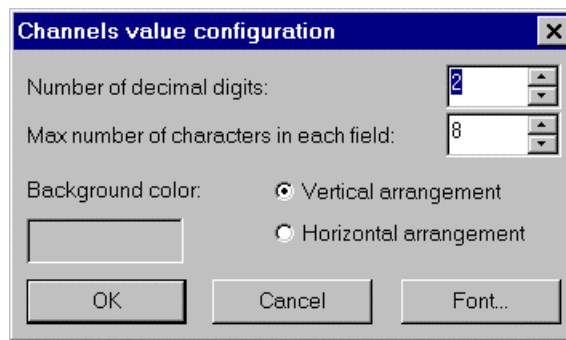 Channels value configuration
Number of decimal digits: 2
Max number of characters in each field: 8
Background color:
Vertical arrangement
Horizontal arrangement
OK Cancel Font...